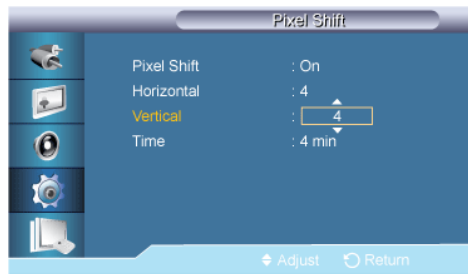 Pixel Shift
Pixel Shift : On
Horizontal : 4
Vertical : 4
Time : 4 min
Adjust Return